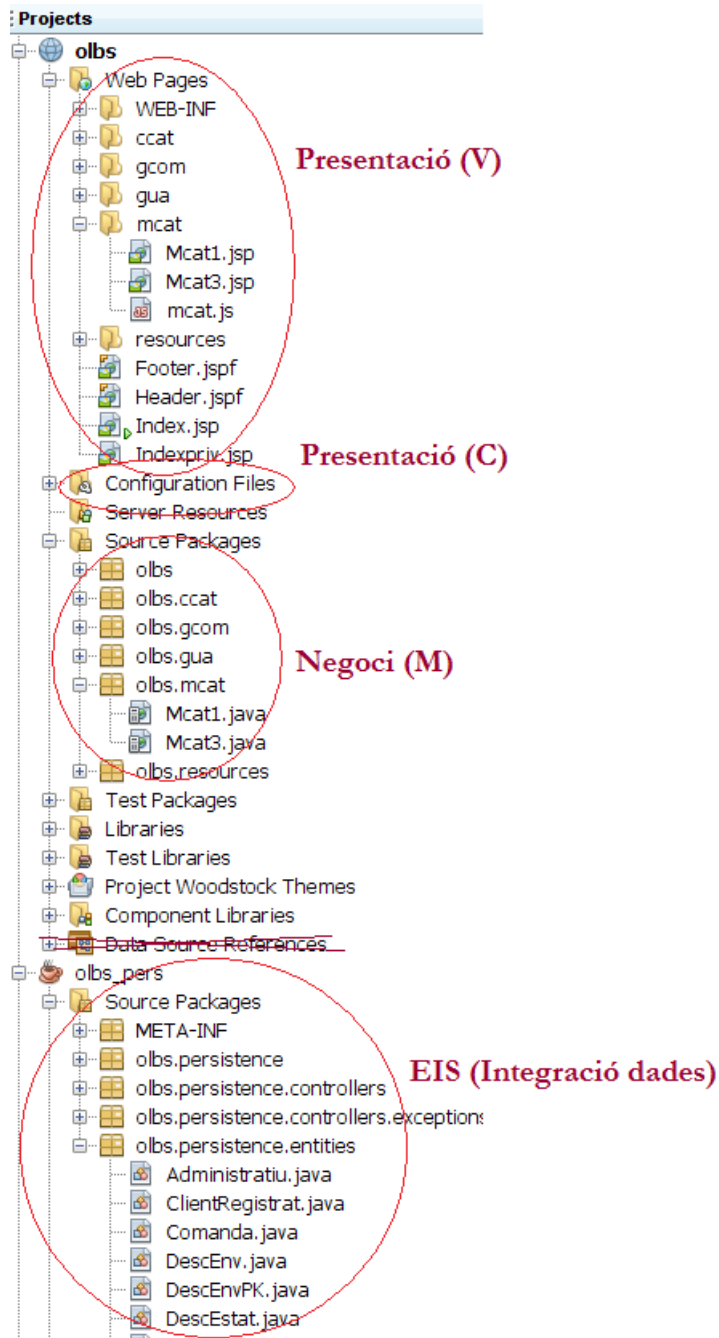 Projects
olbs
Web Pages
WEB-INF
ccat
gcom
Presentació (V)
gua
mcat
Mcat1.jsp
Mcat3.jsp
mcat.js
resources
Footer.jspf
Header.jspf
Index.jsp
Indexpriv.jsp
Presentació (C)
Configuration Files
Server Resources
Source Packages
olbs
olbs.ccat
olbs.gcom
olbs.gua
Negoci (M)
olbs.mcat
Mcat1.java
Mcat3.java
olbs.resources
Test Packages
Libraries
Test Libraries
Project Woodstock Themes
Component Libraries
Data Source References
olbs_pers
Source Packages
META-INF
olbs.persistence
EIS (Integració dades)
olbs.persistence.controllers
olbs.persistence.controllers.exceptions
olbs.persistence.entities
Administratiu.java
ClientRegistrat.java
Comanda.java
DescEnv.java
DescEnvPK.java
DescEstat.java